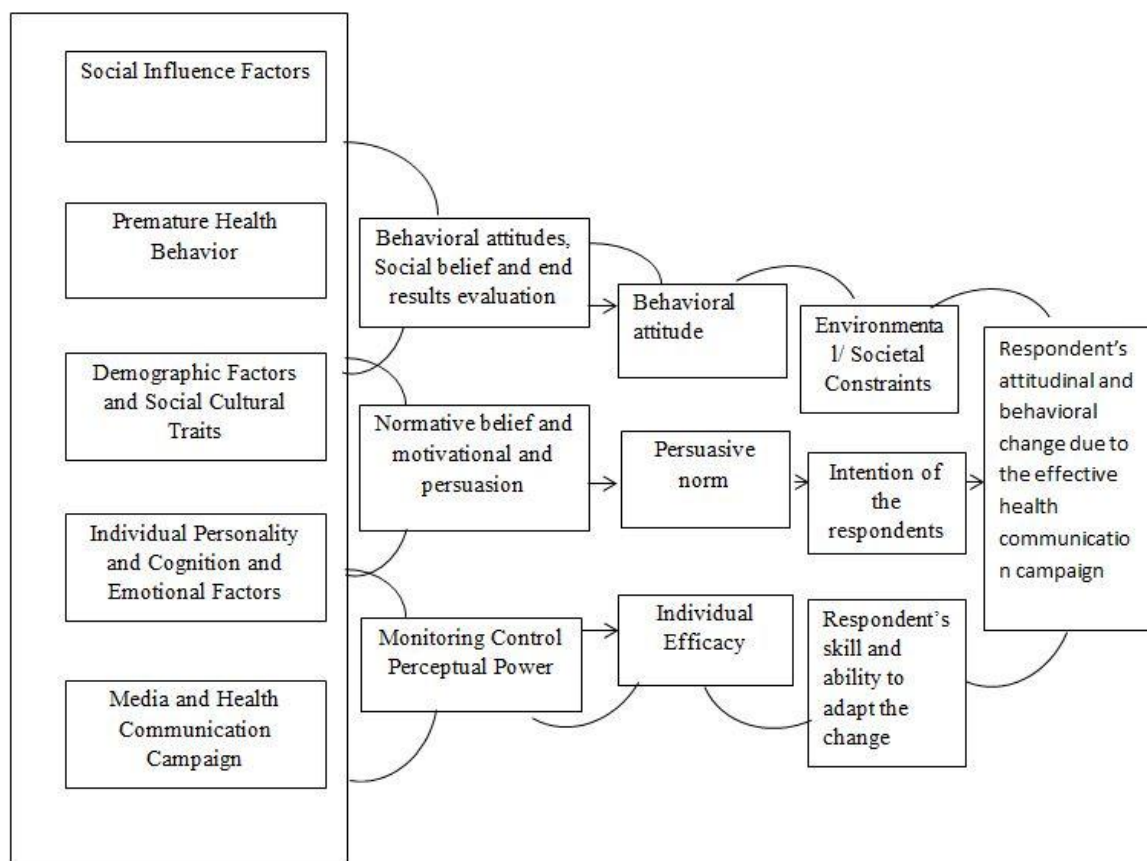 Social Influence Factors
Premature Health
Behavior
Demographic Factors
and Social Cultural
Traits
Individual Personality
and Cognition and
Emotional Factors
Media and Health
Communication
Campaign
Behavioral attitudes,
Social belief and end
results evaluation
Normative belief and
motivational and
persuasion
Monitoring Control
Perceptual Power
Behavioral
attitude
Persuasive
norm
Individual
Efficacy
Environmenta
l/ Societal
Constraints
Intention of
the
respondents
Respondent’s
skill and
ability to
adapt the
change
Respondent’s
attitudinal and
behavioral
change due to
the effective
health
communicatio
n campaign